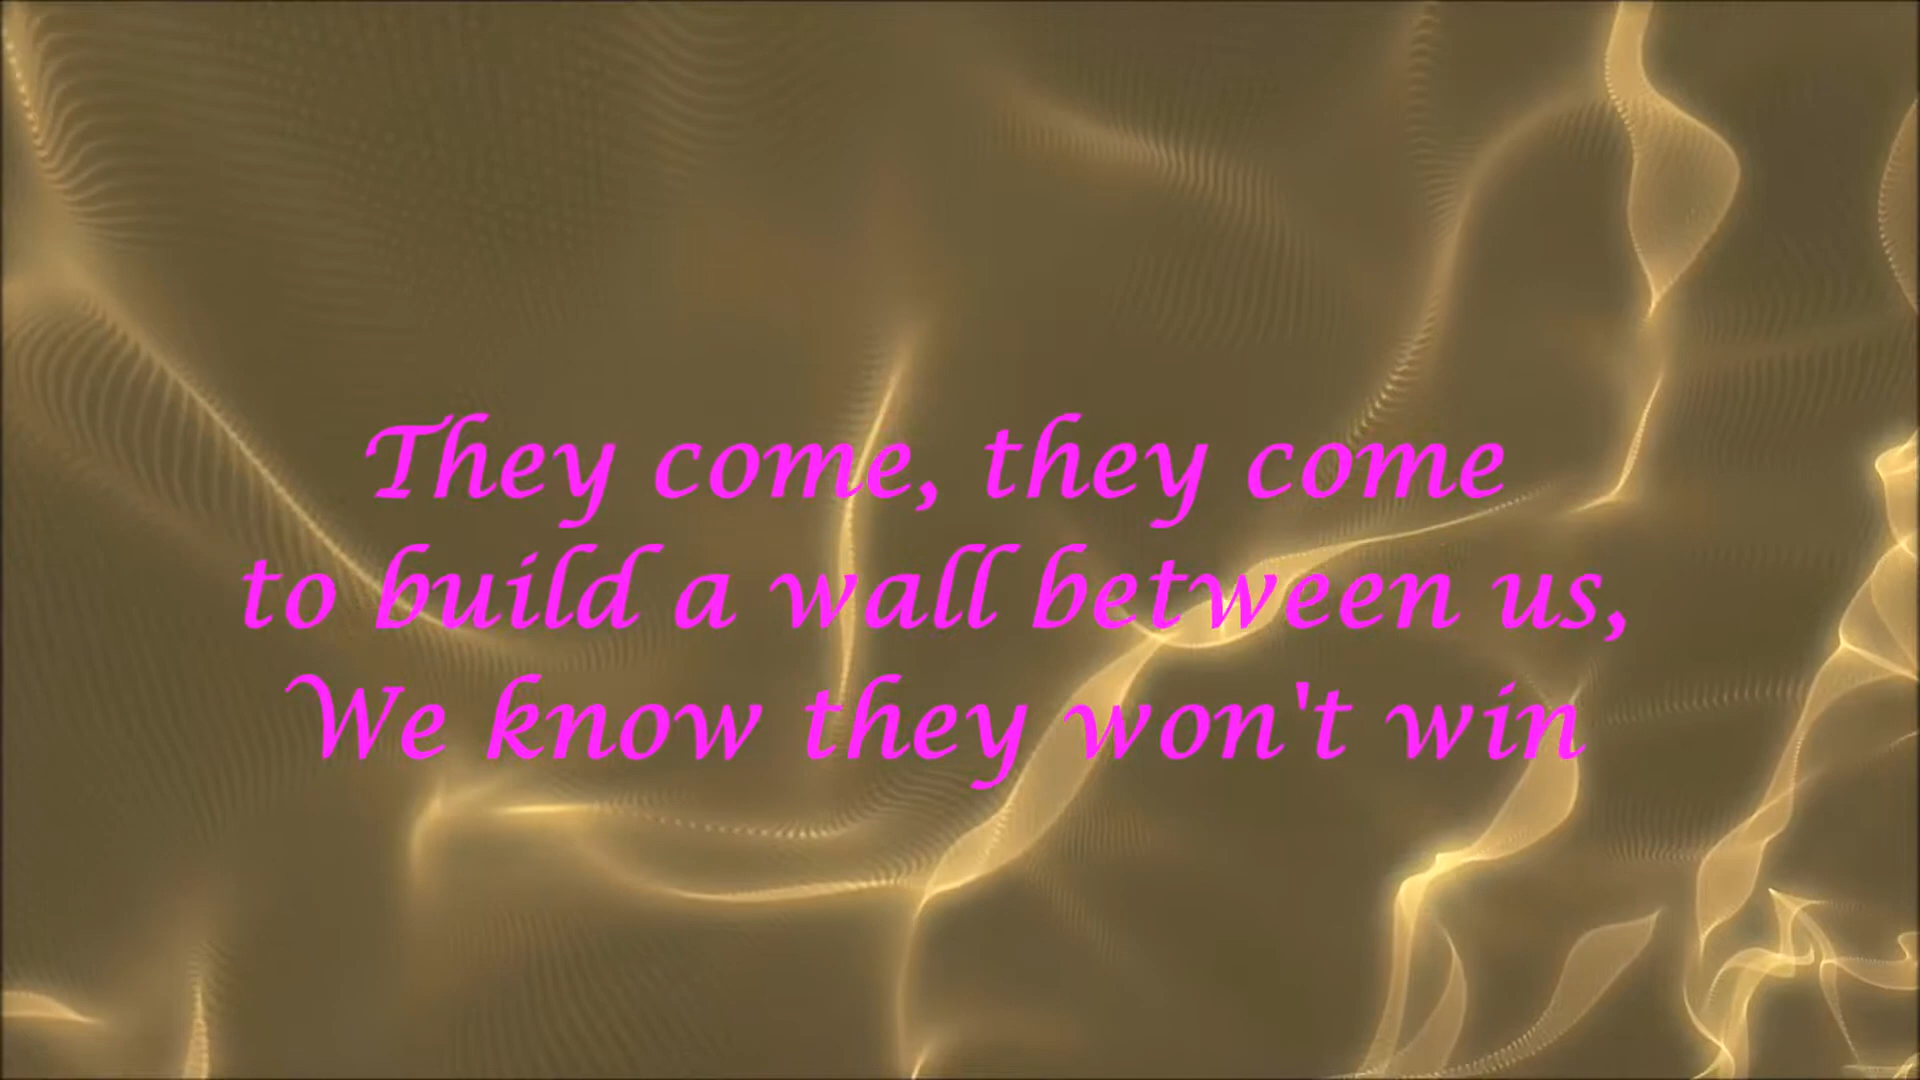 They come, they come
to build a wall between us,
We know they won't win